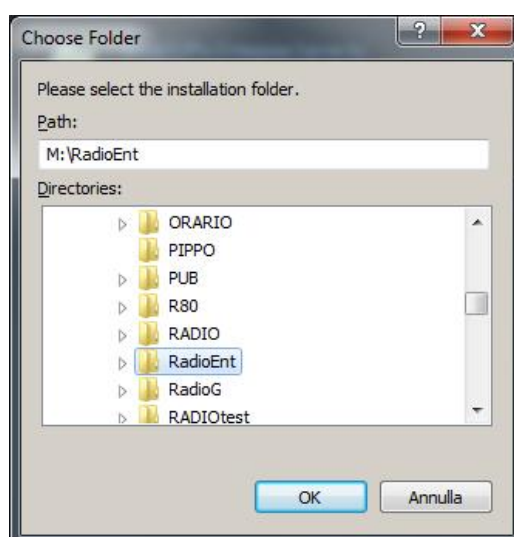 Choose Folder
?
Please select the installation folder.
Path:
M:\RadioEnt
Directories:
ORARIO
PIPPO
PUB
R80
RADIO
RadioEnt
RadioG
RADIOtest
OK Annulla